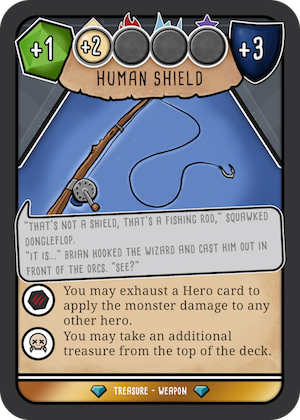 +1 +2 +3
HUMAN SHIELD
"THAT'S NOT A SHIELD, THAT'S A FISHING ROD," SQUAWKED
DONGLEFLOP.
"IT IS..." BRIAN HOOKED THE WIZARD AND CAST HIM OUT IN
FRONT OF THE ORCS. "SEE?"
You may exhaust a Hero card to
apply the monster damage to any
other hero.
You may take an additional
treasure from the top of the deck.
TREASURE - WEAPON